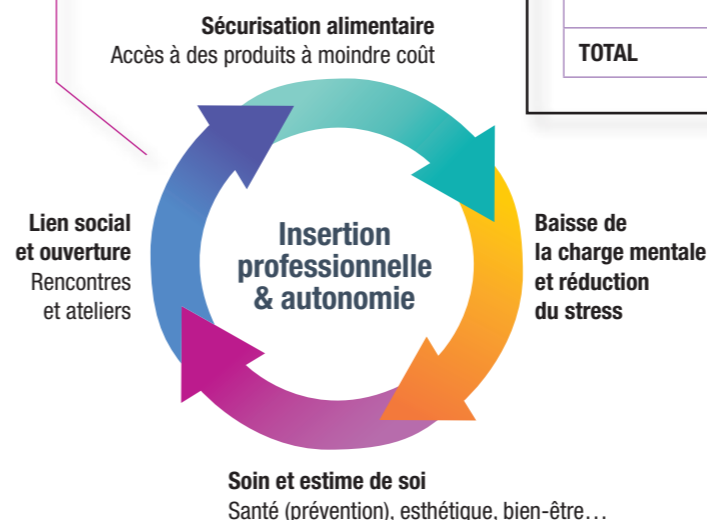 Sécurisation alimentaire
Accès à des produits à moindre coût
TOTAL
Lien social
et ouverture
Rencontres
et ateliers
Insertion
professionnelle
& autonomie
Baisse de
la charge mentale
et réduction
du stress
Soin et estime de soi
Santé (prévention), esthétique, bien-être…